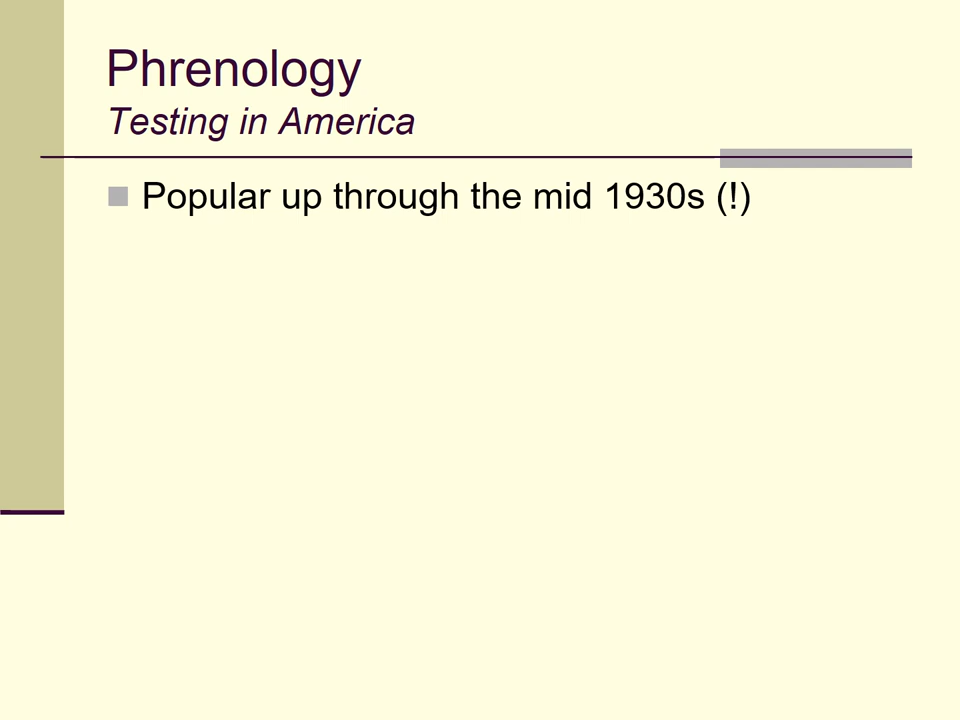 Phrenology
Testing in America
Popular up through the mid 1930s (!)